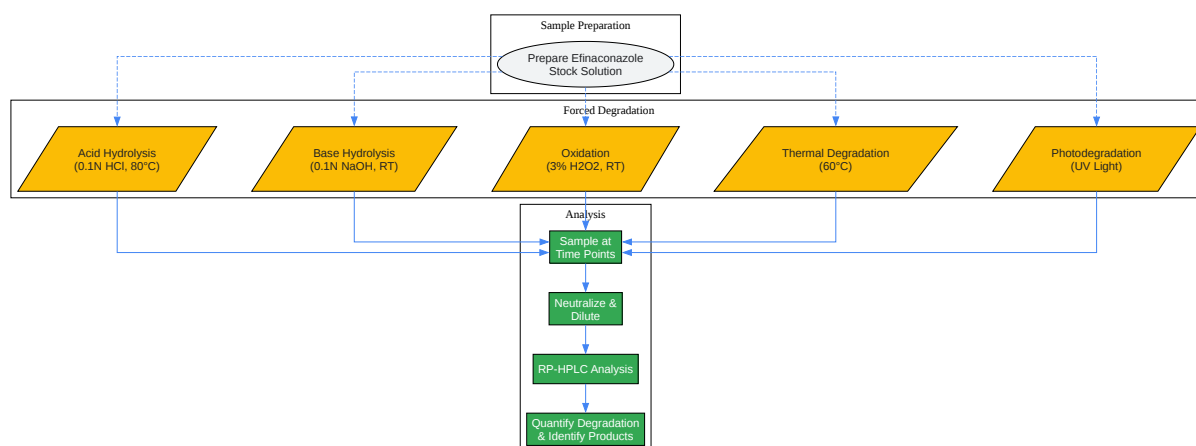 Sample Preparation
Prepare Efinaconazole
Stock Solution
Forced Degradation
Acid Hydrolysis
(0.1N HCl, 80°C)
Base Hydrolysis
(0.1N NaOH, RT)
Oxidation
(3% H2O2, RT)
Thermal Degradation
(60°C)
Photodegradation
(UV Light)
Analysis
Sample at
Time Points
Neutralize &
Dilute
RP-HPLC Analysis
Quantify Degradation
& Identify Products